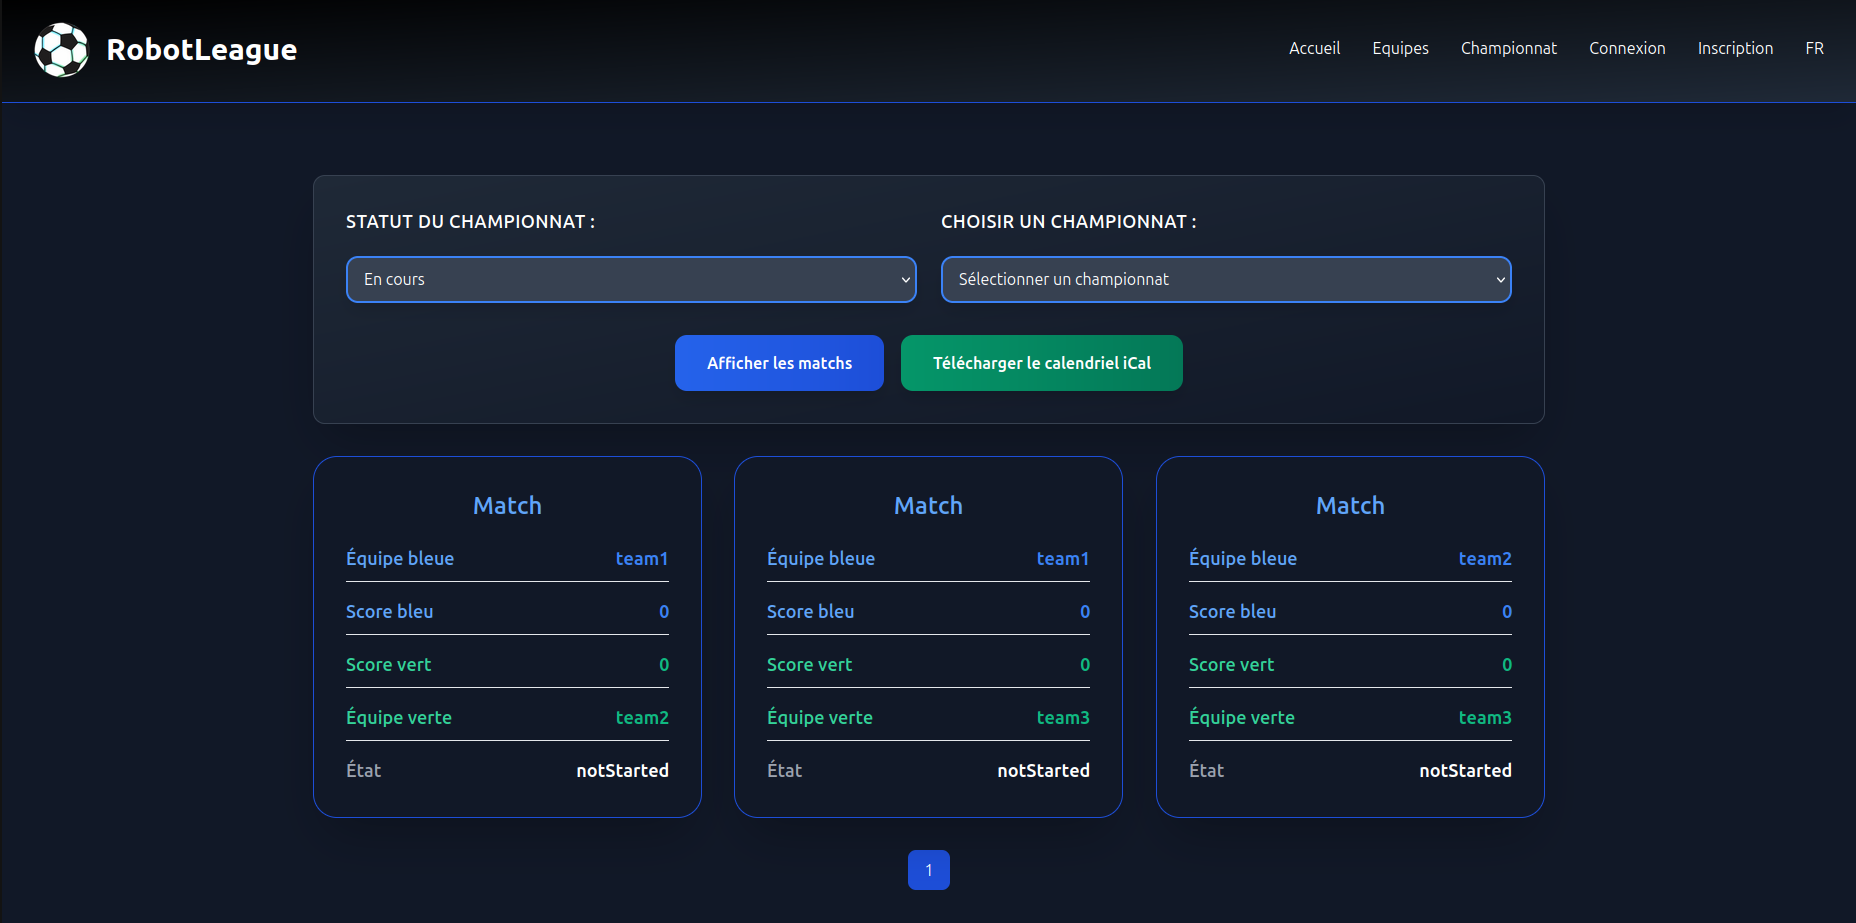 RobotLeague
Accueil Equipes Championnat Connexion Inscription FR
STATUT DU CHAMPIONNAT : CHOISIR UN CHAMPIONNAT :
En cours Sélectionner un championnat
Afficher les matchs Télécharger le calendriel iCal
Match
Équipe bleue team1
Score bleu 0
Score vert 0
Équipe verte team2
État notStarted
Match
Équipe bleue team1
Score bleu 0
Score vert 0
Équipe verte team3
État notStarted
Match
Équipe bleue team2
Score bleu 0
Score vert 0
Équipe verte team3
État notStarted
1